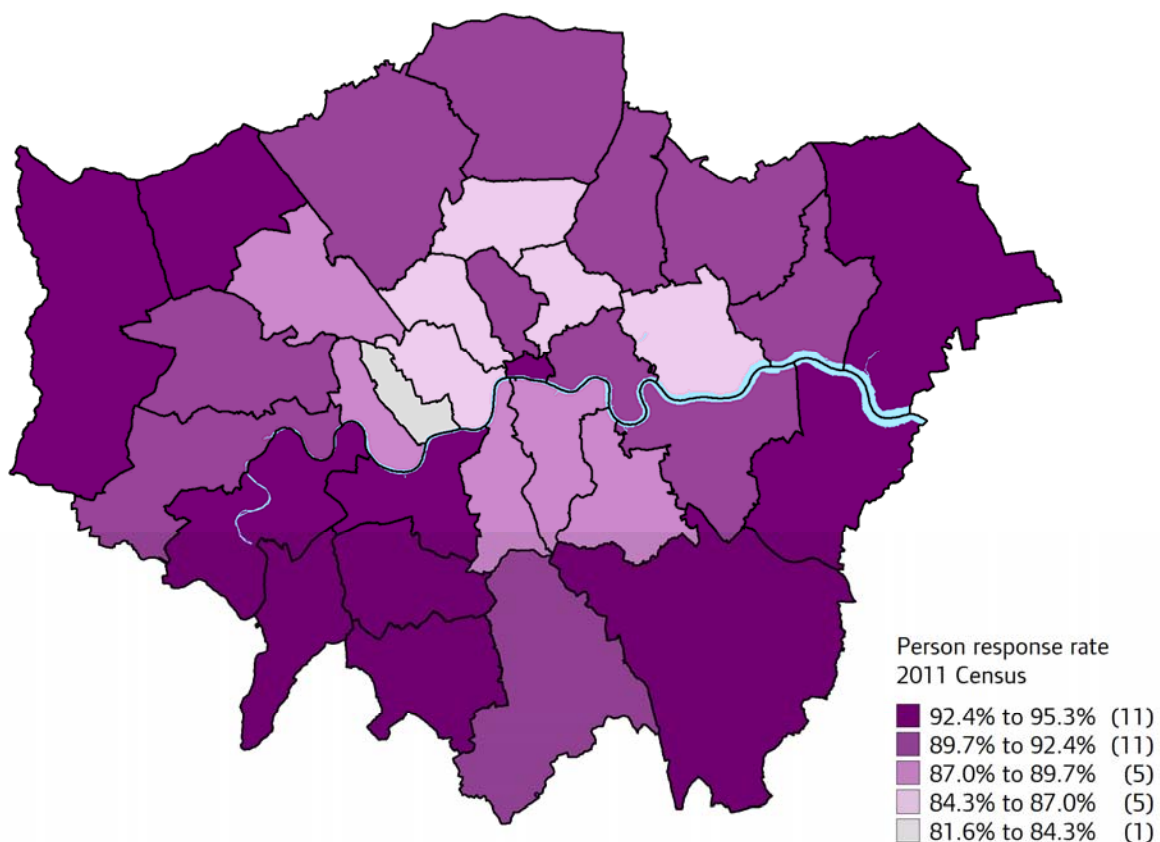 Person response rate
2011 Census
92.4% to 95.3% (11)
89.7% to 92.4% (11)
87.0% to 89.7% (5)
84.3% to 87.0% (5)
81.6% to 84.3% (1)